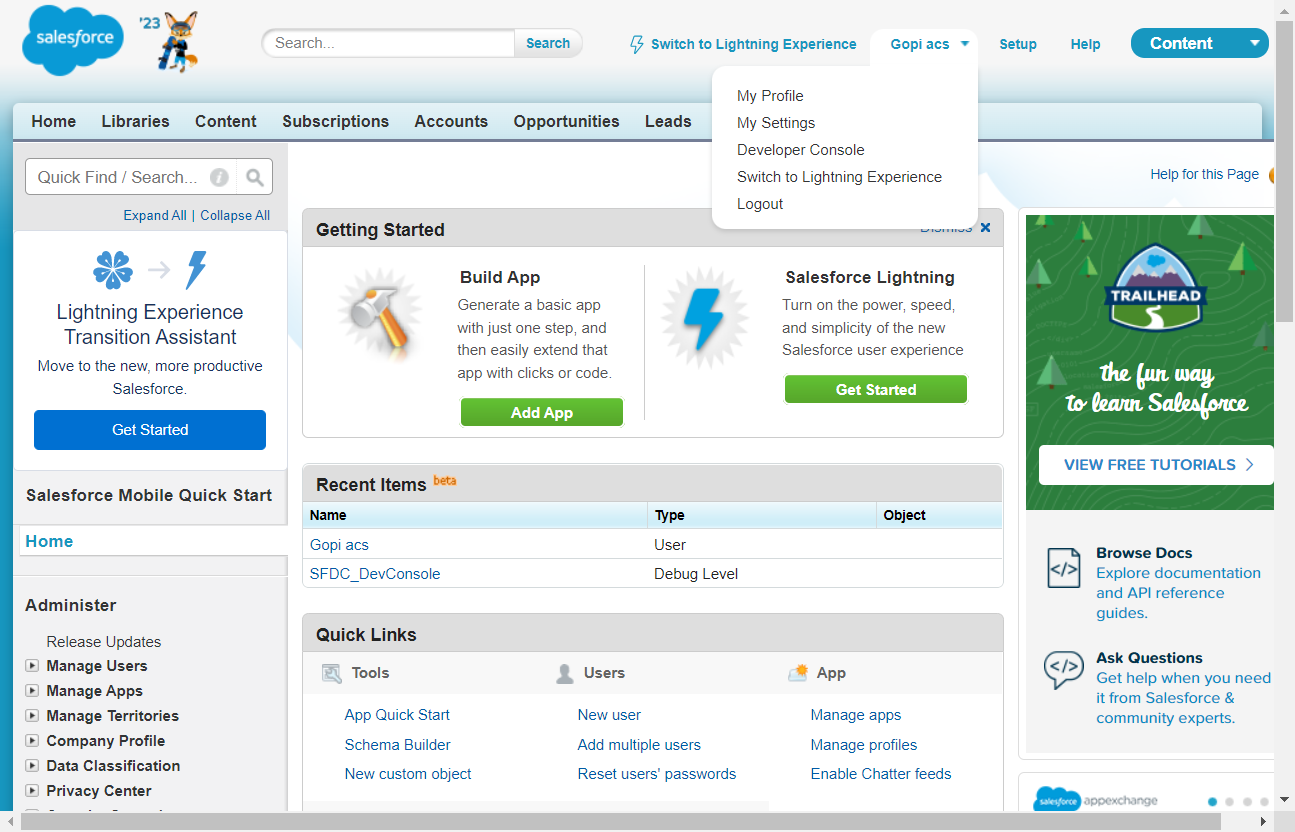 salesforce
'23
Search...
Search
Switch to Lightning Experience
Gopi acs
Setup
Help
Content
My Profile
My Settings
Developer Console
Switch to Lightning Experience
Logout
Home
Libraries
Content
Subscriptions
Accounts
Opportunities
Leads
Quick Find / Search...
Expand All | Collapse All
Lightning Experience
Transition Assistant
Move to the new, more productive
Salesforce.
Get Started
Salesforce Mobile Quick Start
Home
Administer
Release Updates
Manage Users
Manage Apps
Manage Territories
Company Profile
Data Classification
Privacy Center
Help for this Page
Getting Started
Dismiss
Build App
Generate a basic app
with just one step, and
then easily extend that
app with clicks or code.
Add App
Salesforce Lightning
Turn on the power, speed,
and simplicity of the new
Salesforce user experience
Get Started
Recent Items beta
Name Type Object
Gopi acs User
SFDC_DevConsole Debug Level
Quick Links
Tools
App Quick Start
Schema Builder
New custom object
Users
New user
Add multiple users
Reset users' passwords
App
Manage apps
Manage profiles
Enable Chatter feeds
TRAILHEAD
the fun way
to learn Salesforce
VIEW FREE TUTORIALS
Browse Docs
Explore documentation
and API reference
guides.
Ask Questions
Get help when you need
it from Salesforce &
community experts.
salesforce appexchange